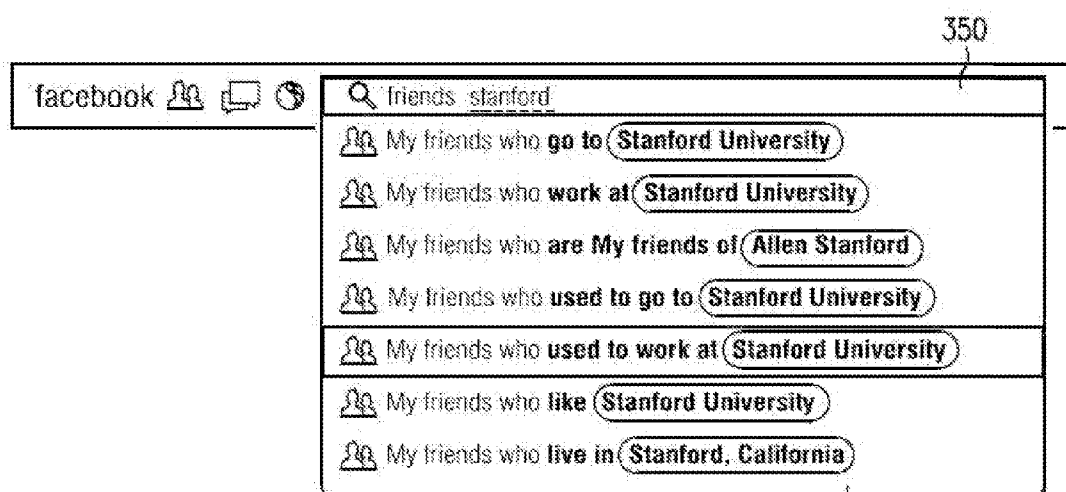 350
facebook friends stanford
My friends who go to Stanford University
My friends who work at Stanford University
My friends who are My friends of Allen Stanford
My friends who used to go to Stanford University
My friends who used to work at Stanford University
My friends who like Stanford University
My friends who live in Stanford, California